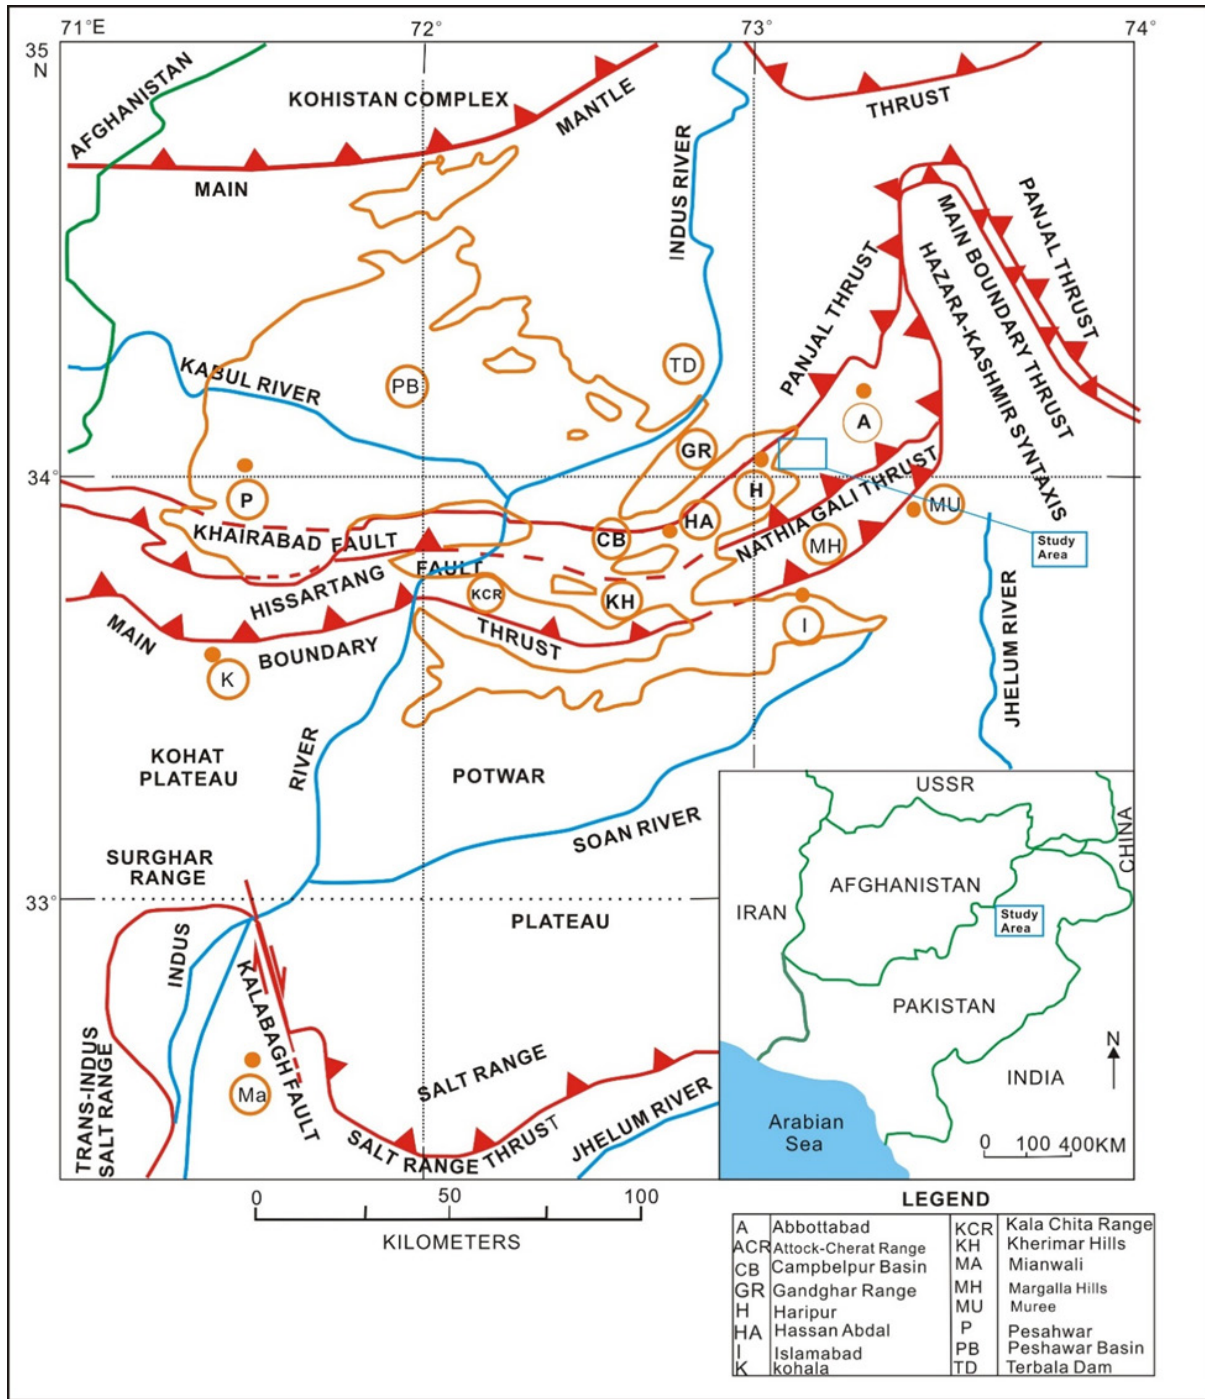 71°E 72° 73° 74°
35
N
AFGHANISTAN
KOHISTAN COMPLEX
MANTLE
THRUST
MAIN
INDUS RIVER
PANJAL THRUST
MAIN BOUNDARY THRUST
PANJAL THRUST
HAZARA-KASHMIR SYNTAXIS
KABUL RIVER
PB
TD
A
GR
34°
P
H
HA
CB
MU
NATHIA GALI THRUST
MH
KHAIRABAD FAULT
Study
Area
FAULT
HISSARTANG
KCR
KH
I
MAIN
BOUNDARY
THRUST
K
JHELUM RIVER
KOHAT
PLATEAU
RIVER
POTWAR
SOAN RIVER
SURGHAR
RANGE
33°
PLATEAU
INDUS
KALABAGH FAULT
Ma
TRANS-INDUS
SALT RANGE
SALT RANGE
SALT RANGE THRUST
JHELUM RIVER
USSR
CHINA
AFGHANISTAN
IRAN
Study
Area
PAKISTAN
N
INDIA
Arabian
Sea
0 100 400KM
0 50 100
KILOMETERS
LEGEND
A Abbottabad KCR Kala Chita Range
ACR Attock-Cherat Range KH Kherimar Hills
CB Campbelpur Basin MA Mianwali
GR Gandghar Range MH Margalla Hills
H Haripur MU Muree
HA Hassan Abdal P Pesahwar
I Islamabad PB Peshawar Basin
K kohala TD Terbala Dam